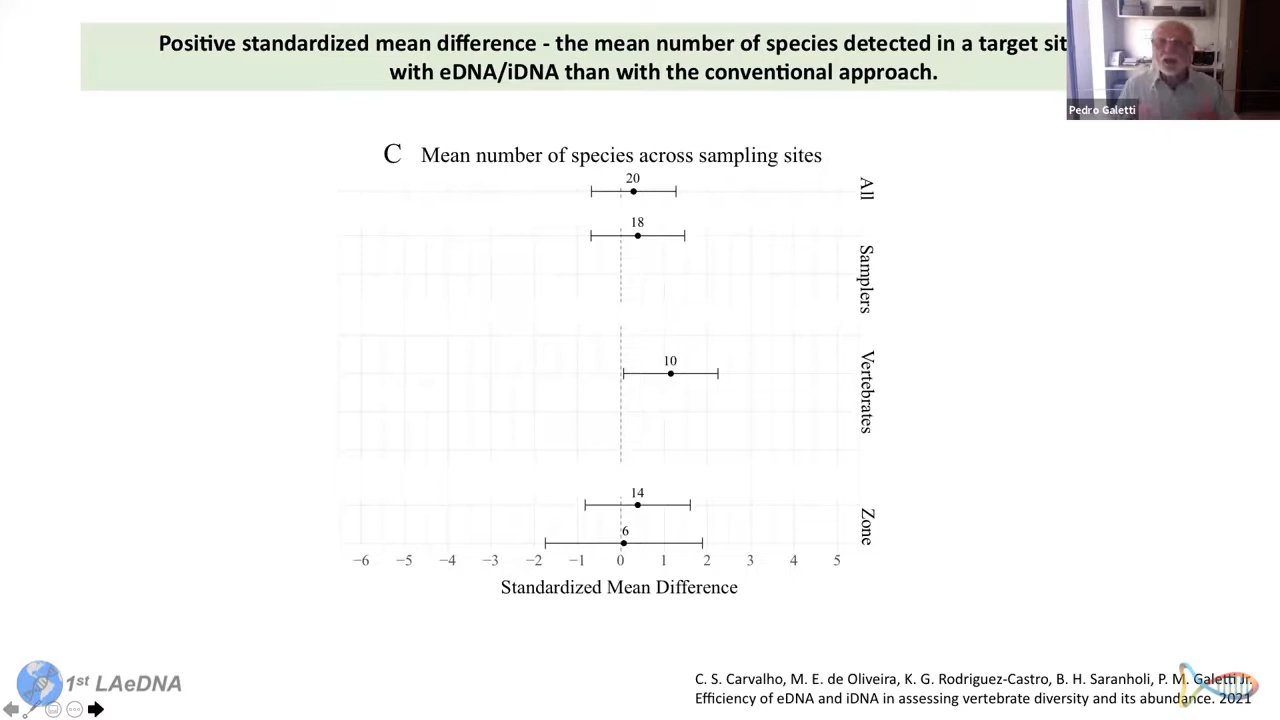 Positive standardized mean difference - the mean number of species detected in a target
with eDNA/iDNA than with the conventional approach.
Pedro Galetti
C Mean number of species across sampling sites
20
All
18
Samplers
10
Vertebrates
14
Zone
6
−6 −5 −4 −3 −2 −1 0 1 2 3 4 5
Standardized Mean Difference
1st LAeDNA
C. S. Carvalho, M. E. de Oliveira, K. G. Rodriguez-Castro, B. H. Saranholi, P. M. Galetti Jr.
Efficiency of eDNA and iDNA in assessing vertebrate diversity and its abundance. 2021